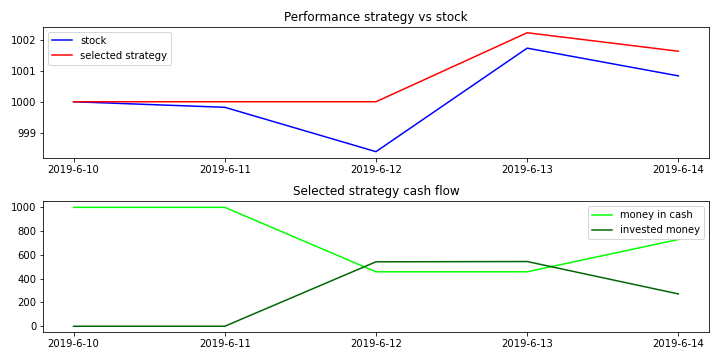 Performance strategy vs stock
stock
selected strategy
1002
1001
1000
999
2019-6-10 2019-6-11 2019-6-12 2019-6-13 2019-6-14
Selected strategy cash flow
money in cash
invested money
1000
800
600
400
200
0
2019-6-10 2019-6-11 2019-6-12 2019-6-13 2019-6-14